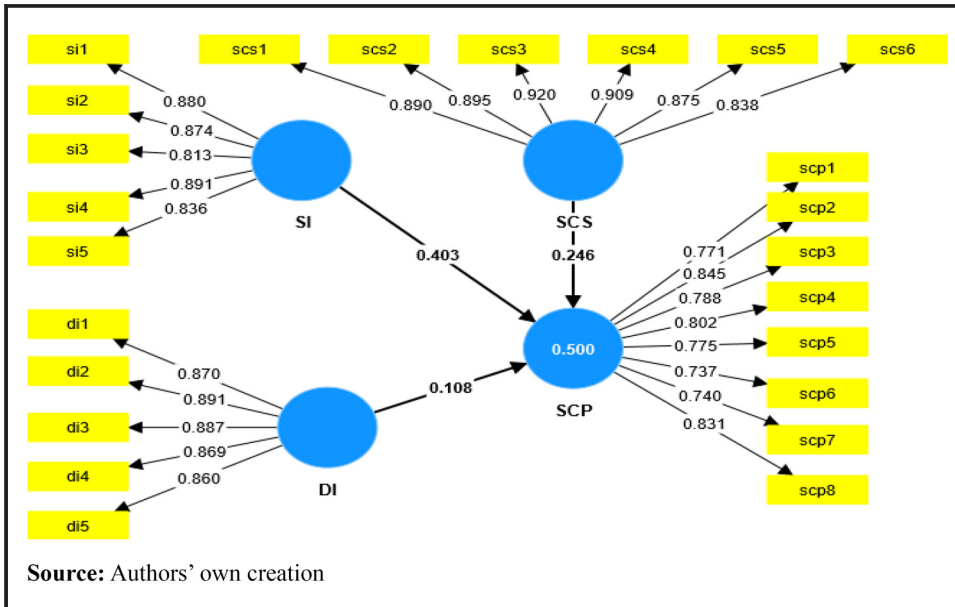 si1
scs1
scs2
scs3
scs4
scs5
scs6
si2
si3
si4
si5
0.880
0.874
0.813
0.891
0.836
0.890
0.895
0.920
0.909
0.875
0.838
SI
SCS
0.403
0.246
scp1
scp2
scp3
scp4
scp5
scp6
scp7
scp8
0.771
0.845
0.788
0.802
0.775
0.737
0.740
0.831
0.500
SCP
di1
di2
di3
di4
di5
0.870
0.891
0.887
0.869
0.860
0.108
DI
Source: Authors’ own creation